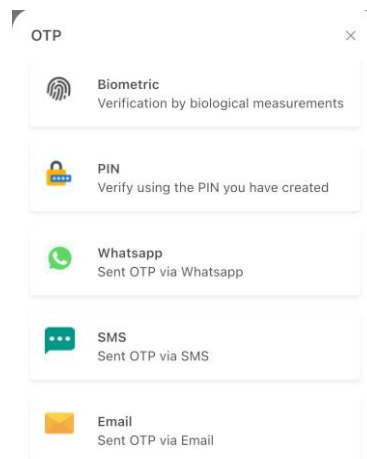 OTP
Biometric
Verification by biological measurements
PIN
Verify using the PIN you have created
Whatsapp
Sent OTP via Whatsapp
SMS
Sent OTP via SMS
Email
Sent OTP via Email